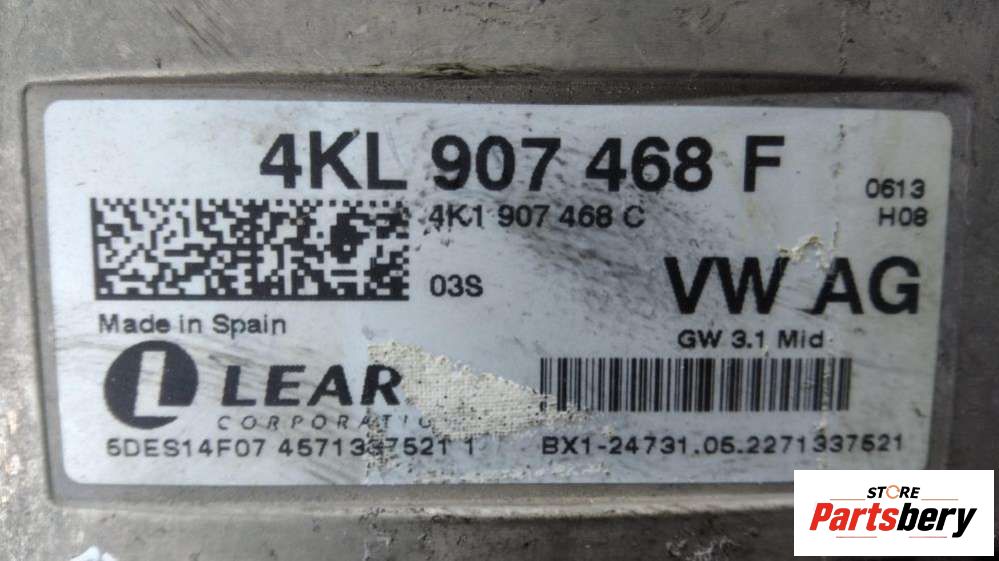 4KL 907 468 F
4K1 907 468 C
0613
H08
03S
VW AG
Made in Spain
GW 3.1 Mid
LEAR
CORPORATIO
5DES14F07 4571337521 1
BX1-24731.05.2271337521
STORE
Partsbery